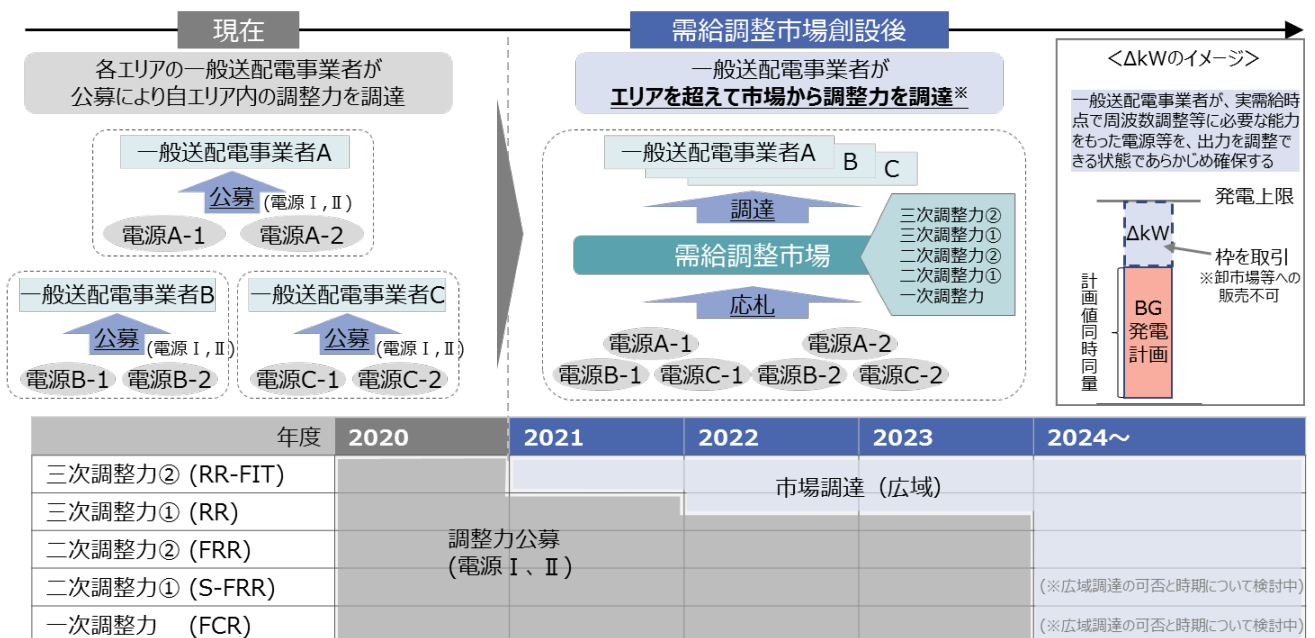 現在
各エリアの一般送配電事業者が
公募により自エリア内の調整力を調達
一般送配電事業者A
公募 (電源Ⅰ,Ⅱ)
電源A-1 電源A-2
一般送配電事業者B
公募 (電源Ⅰ,Ⅱ)
電源B-1 電源B-2
一般送配電事業者C
公募 (電源Ⅰ,Ⅱ)
電源C-1 電源C-2
需給調整市場創設後
一般送配電事業者が
エリアを超えて市場から調整力を調達※
一般送配電事業者A B C
調達
需給調整市場
三次調整力②
三次調整力①
二次調整力②
二次調整力①
一次調整力
応札
電源A-1 電源A-2
電源B-1 電源C-1 電源B-2 電源C-2
<ΔkWのイメージ>
一般送配電事業者が、実需給時
点で周波数調整等に必要な能力
をもった電源等を、出力を調整で
きる状態であらかじめ確保する
発電上限
ΔkW
枠を取引
※卸市場等への
販売不可
計画値同時同量
BG
発電
計画
年度 2020 2021 2022 2023 2024～
三次調整力② (RR-FIT)
三次調整力① (RR)
二次調整力② (FRR)
二次調整力① (S-FRR)
一次調整力 (FCR)
調整力公募
(電源Ⅰ、Ⅱ)
市場調達（広域）
(※広域調達の可否と時期について検討中)
(※広域調達の可否と時期について検討中)